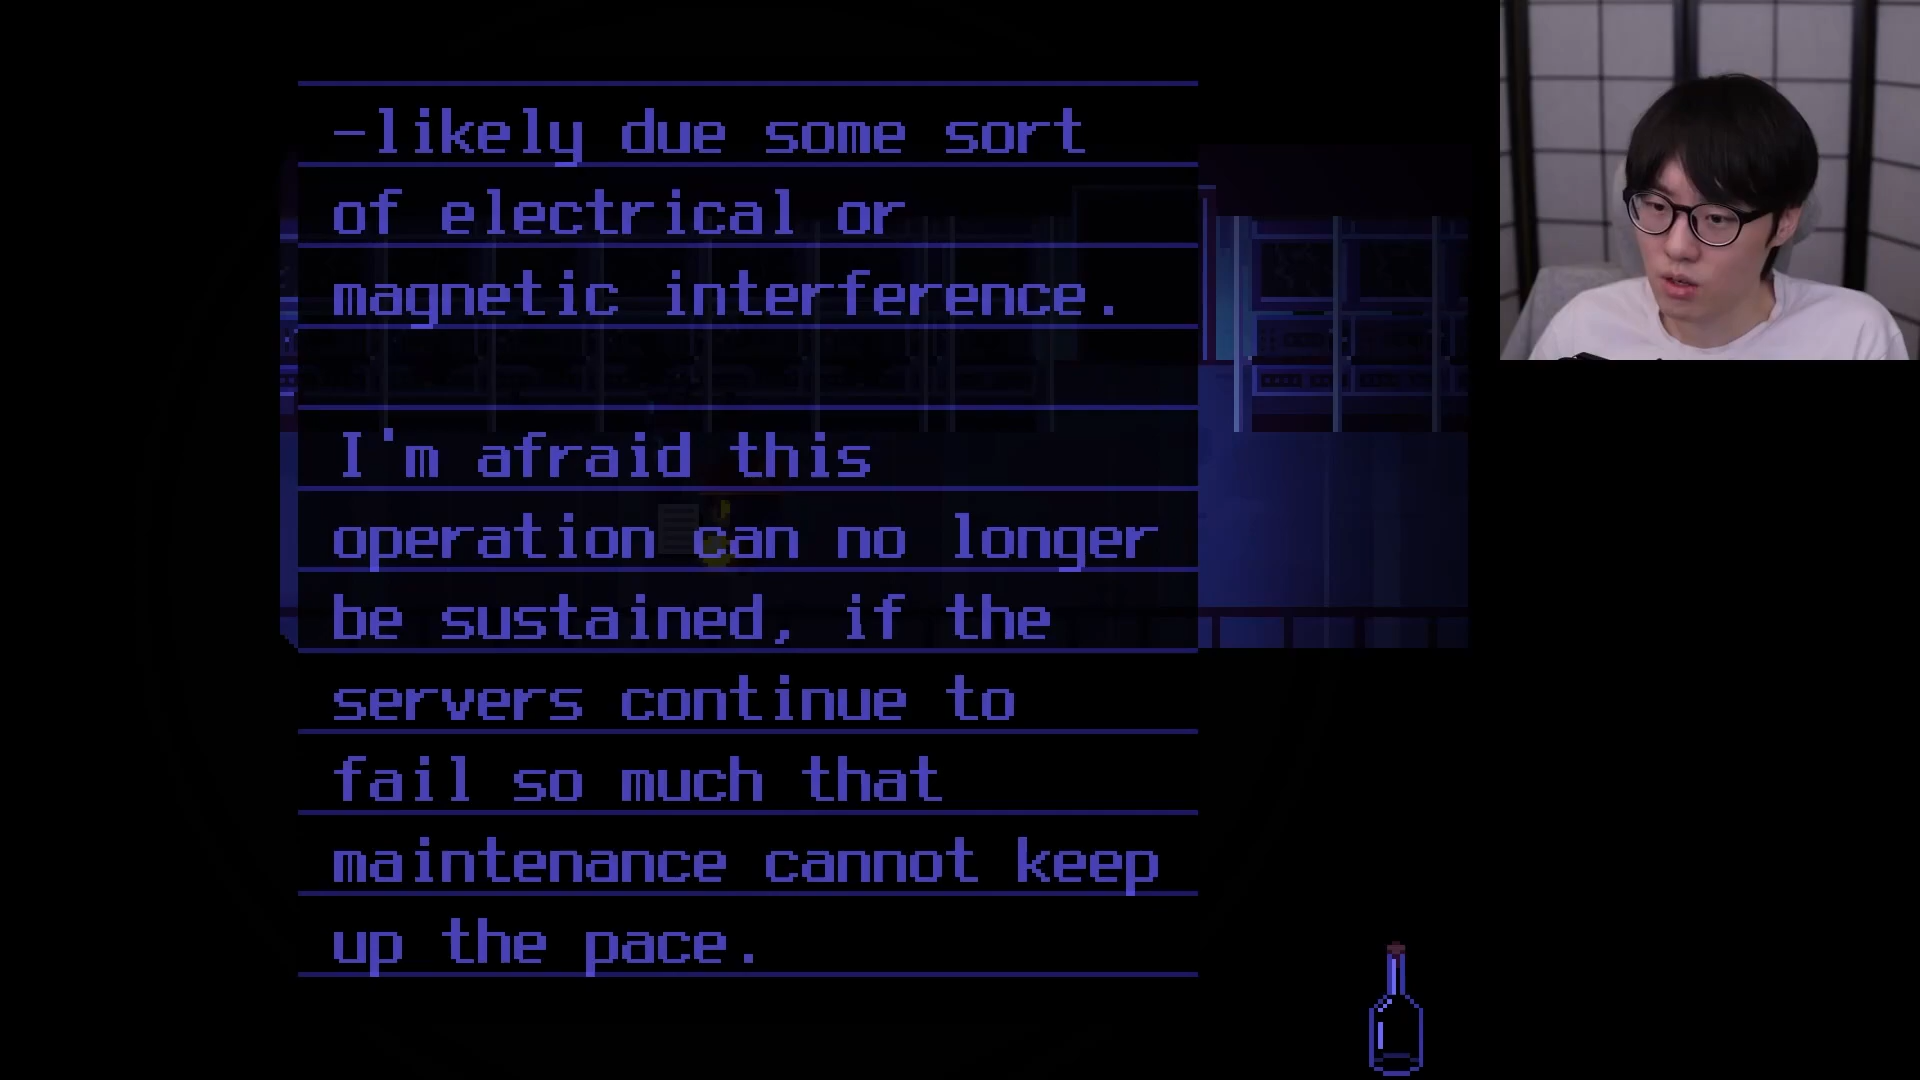 -likely due some sort
of electrical or
magnetic interference.
I'm afraid this
operation can no longer
be sustained, if the
servers continue to
fail so much that
maintenance cannot keep
up the pace.